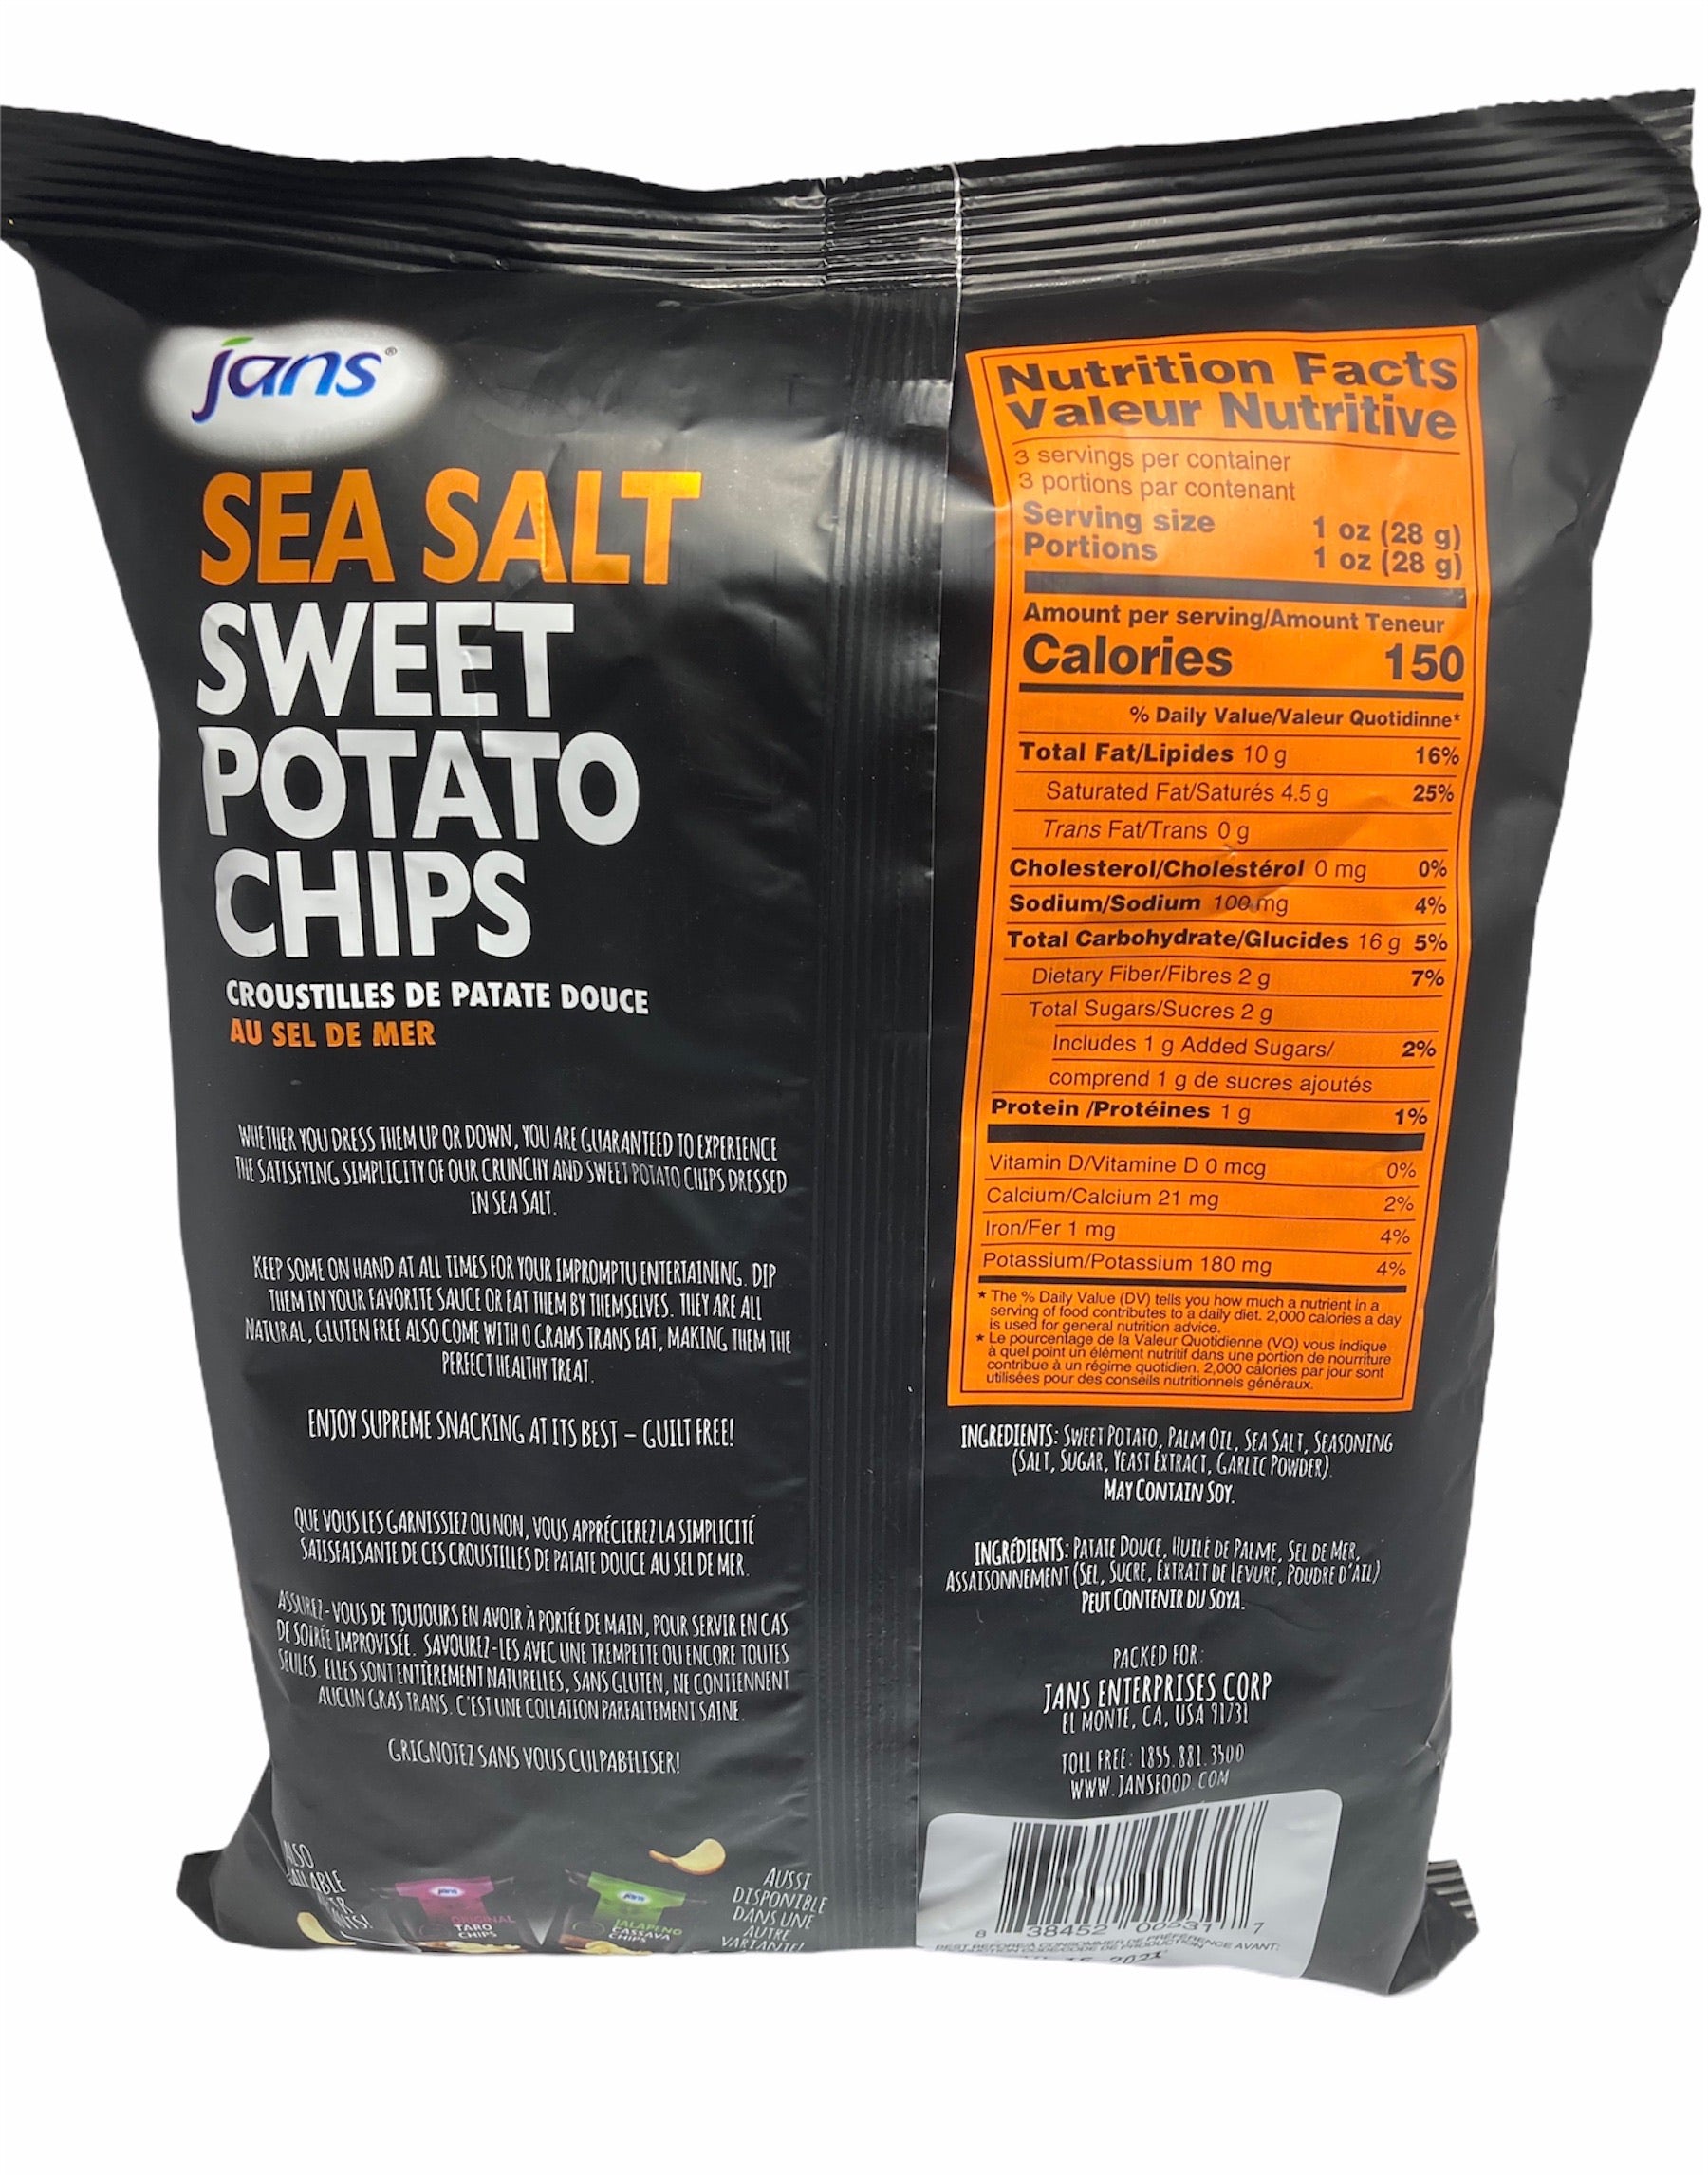 jans®
SEA SALT
SWEET
POTATO
CHIPS
CROUSTILLES DE PATATE DOUCE
AU SEL DE MER
WHETHER YOU DRESS THEM UP OR DOWN, YOU ARE GUARANTEED TO EXPERIENCE
THE SATISFYING SIMPLICITY OF OUR CRUNCHY AND SWEET POTATO CHIPS DRESSED
IN SEA SALT.
KEEP SOME ON HAND AT ALL TIMES FOR YOUR IMPROMPTU ENTERTAINING. DIP
THEM IN YOUR FAVORITE SAUCE OR EAT THEM BY THEMSELVES. THEY ARE ALL
NATURAL, GLUTEN FREE ALSO COME WITH 0 GRAMS TRANS FAT, MAKING THEM THE
PERFECT HEALTHY TREAT.
ENJOY SUPREME SNACKING AT ITS BEST – GUILT FREE!
QUE VOUS LES GARNISSIEZ OU NON, VOUS APPRÉCIEREZ LA SIMPLICITÉ
SATISFAISANTE DE CES CROUSTILLES DE PATATE DOUCE AU SEL DE MER.
ASSUREZ-VOUS DE TOUJOURS EN AVOIR À PORTÉE DE MAIN, POUR SERVIR EN CAS
DE SOIRÉE IMPROVISÉE. SAVOUREZ-LES AVEC UNE TREMPETTE OU ENCORE TOUTES
SEULES. ELLES SONT ENTIÈREMENT NATURELLES, SANS GLUTEN, NE CONTIENNENT
AUCUN GRAS TRANS. C'EST UNE COLLATION PARFAITEMENT SAINE.
GRIGNOTEZ SANS VOUS CULPABILISER!
ALSO
jans
ORIGINAL
TARO
CHIPS
jans
JALAPENO
CASSAVA
CHIPS
AUSSI
DISPONIBLE
DANS UNE
AUTRE
VARIANTE!
Nutrition Facts
Valeur Nutritive
3 servings per container
3 portions par contenant
Serving size 1 oz (28 g)
Portions 1 oz (28 g)
Amount per serving/Amount Teneur
Calories 150
% Daily Value/Valeur Quotidinne*
Total Fat/Lipides 10 g 16%
Saturated Fat/Saturés 4.5 g 25%
Trans Fat/Trans 0 g
Cholesterol/Cholestérol 0 mg 0%
Sodium/Sodium 100 mg 4%
Total Carbohydrate/Glucides 16 g 5%
Dietary Fiber/Fibres 2 g 7%
Total Sugars/Sucres 2 g
Includes 1 g Added Sugars/ 2%
comprend 1 g de sucres ajoutés
Protein /Protéines 1 g 1%
Vitamin D/Vitamine D 0 mcg 0%
Calcium/Calcium 21 mg 2%
Iron/Fer 1 mg 4%
Potassium/Potassium 180 mg 4%
* The % Daily Value (DV) tells you how much a nutrient in a
serving of food contributes to a daily diet. 2,000 calories a day
is used for general nutrition advice.
* Le pourcentage de la Valeur Quotidienne (VQ) vous indique
à quel point un élément nutritif dans une portion de nourriture
contribue à un régime quotidien. 2,000 calories par jour sont
utilisées pour des conseils nutritionnels généraux.
INGREDIENTS: SWEET POTATO, PALM OIL, SEA SALT, SEASONING
(SALT, SUGAR, YEAST EXTRACT, GARLIC POWDER).
MAY CONTAIN SOY.
INGRÉDIENTS: PATATE DOUCE, HUILE DE PALME, SEL DE MER,
ASSAISONNEMENT (SEL, SUCRE, EXTRAIT DE LEVURE, POUDRE D'AIL)
PEUT CONTENIR DU SOYA.
PACKED FOR:
JANS ENTERPRISES CORP
EL MONTE, CA, USA 91731
TOLL FREE: 1855.881.3500
WWW.JANSFOOD.COM
8 38452 00331 7
BEST BEFORE/A CONSOMMER DE PREFERENCE AVANT:
2021